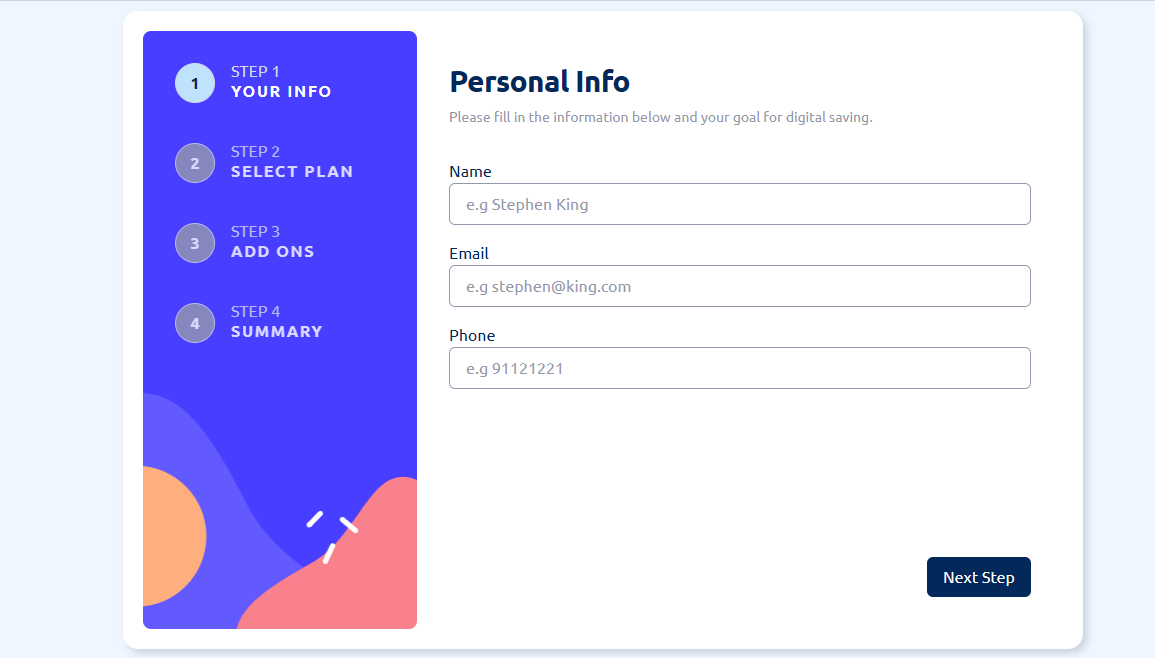 1
STEP 1
YOUR INFO
2
STEP 2
SELECT PLAN
3
STEP 3
ADD ONS
4
STEP 4
SUMMARY
Personal Info
Please fill in the information below and your goal for digital saving.
Name
e.g Stephen King
Email
e.g stephen@king.com
Phone
e.g 91121221
Next Step